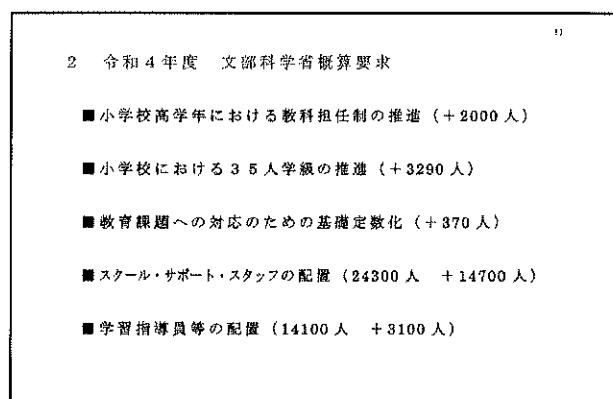 2 令和4年度 文部科学省概算要求
■小学校高学年における教科担任制の推進（+2000人）
■小学校における35人学級の推進（+3290人）
■教育課題への対応のための基礎定数化（+370人）
■スクール・サポート・スタッフの配置（24300人 +14700人）
■学習指導員等の配置（14100人 +3100人）